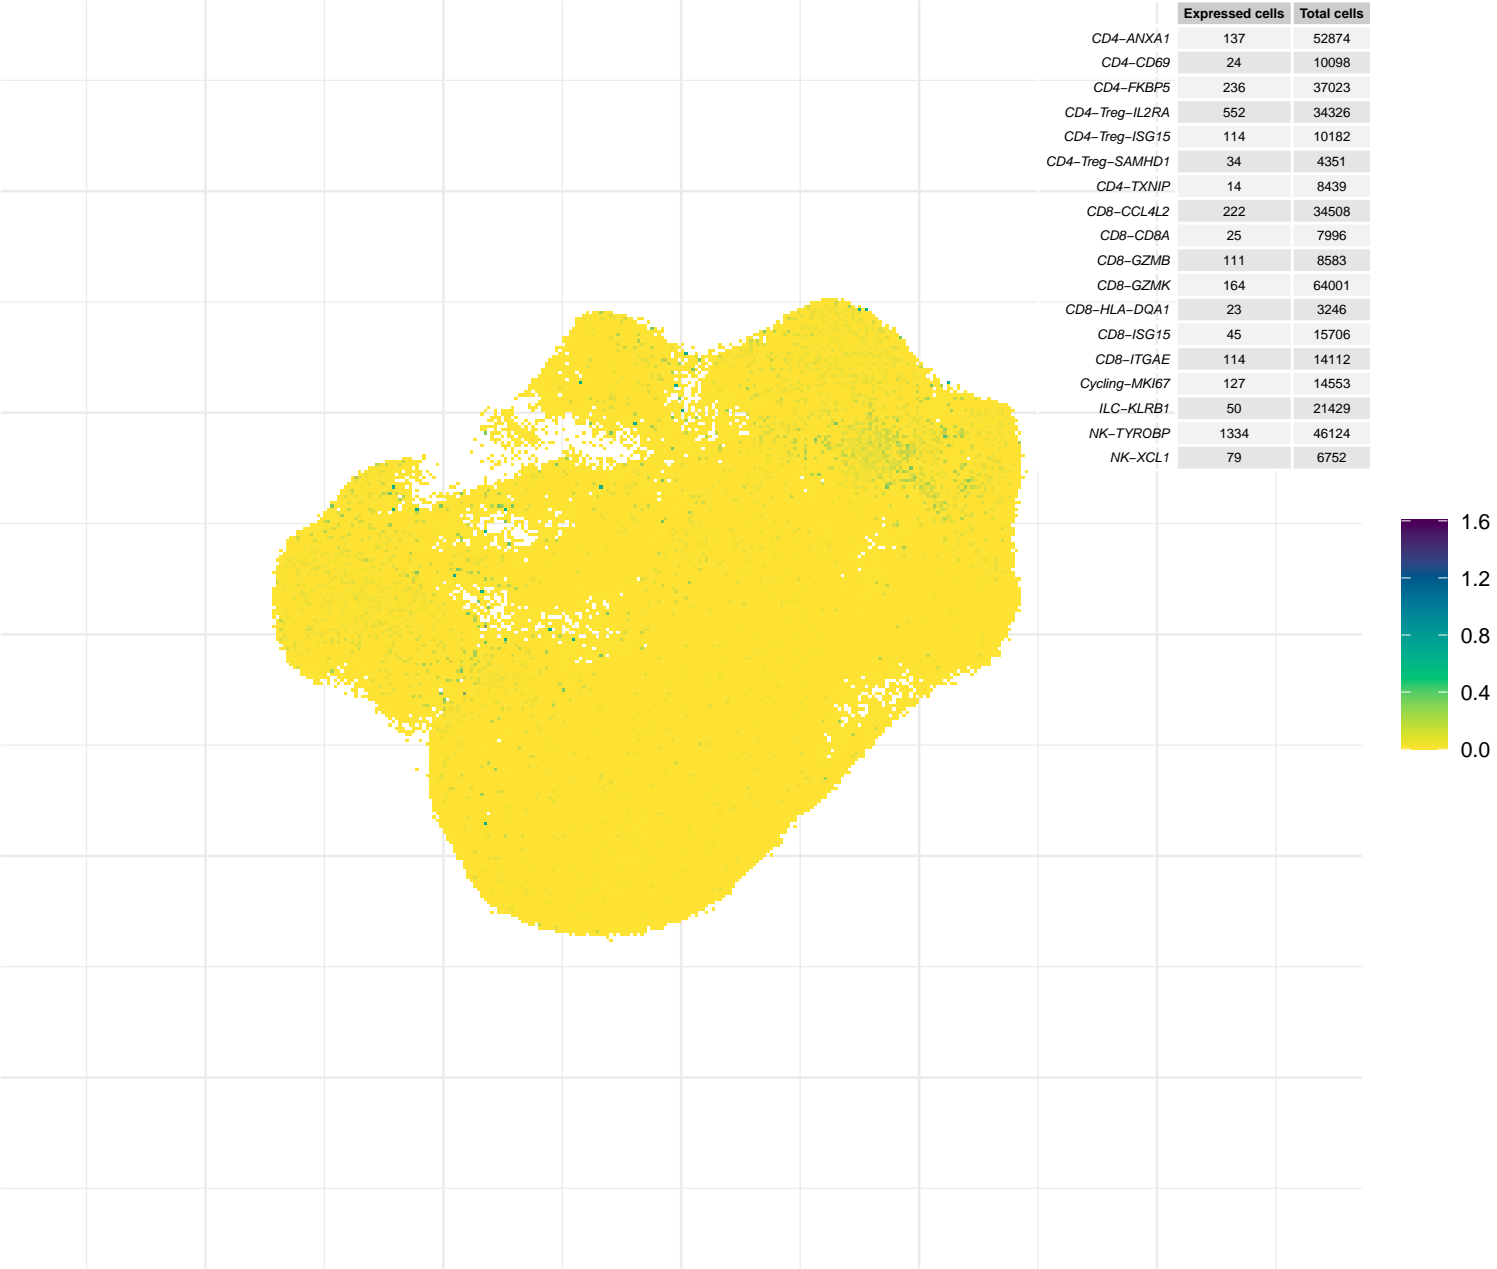 Expressed cells Total cells
CD4−ANXA1 137 52874
CD4−CD69 24 10098
CD4−FKBP5 236 37023
CD4−Treg−IL2RA 552 34326
CD4−Treg−ISG15 114 10182
CD4−Treg−SAMHD1 34 4351
CD4−TXNIP 14 8439
CD8−CCL4L2 222 34508
CD8−CD8A 25 7996
CD8−GZMB 111 8583
CD8−GZMK 164 64001
CD8−HLA−DQA1 23 3246
CD8−ISG15 45 15706
CD8−ITGAE 114 14112
Cycling−MKI67 127 14553
ILC−KLRB1 50 21429
NK−TYROBP 1334 46124
NK−XCL1 79 6752
1.6
1.2
0.8
0.4
0.0